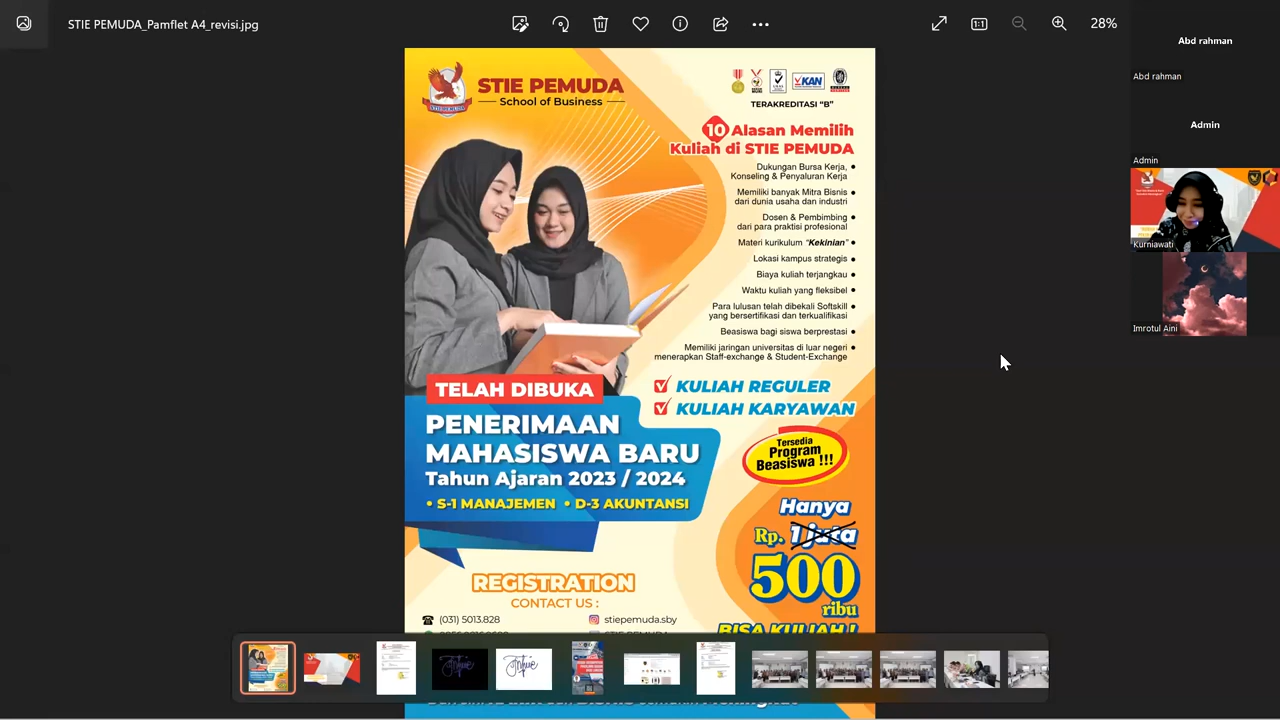 STIE PEMUDA_Pamflet A4_revisi.jpg
28%
STIE PEMUDA
School of Business
KAN
TERAKREDITASI "B"
10 Alasan Memilih
Kuliah di STIE PEMUDA
Dukungan Bursa Kerja,
Konseling & Penyaluran Kerja
Memiliki banyak Mitra Bisnis
dari dunia usaha dan industri
Dosen & Pembimbing
dari para praktisi profesional
Materi kurikulum "Kekinian"
Lokasi kampus strategis
Biaya kuliah terjangkau
Waktu kuliah yang fleksibel
Para lulusan telah dibekali Softskill
yang bersertifikasi dan terkualifikasi
Beasiswa bagi siswa berprestasi
Memiliki jaringan universitas di luar negeri
menerapkan Staff-exchange & Student-Exchange
TELAH DIBUKA
PENERIMAAN
MAHASISWA BARU
Tahun Ajaran 2023 / 2024
• S-1 MANAJEMEN • D-3 AKUNTANSI
KULIAH REGULER
KULIAH KARYAWAN
Tersedia
Program
Beasiswa !!!
Hanya
Rp. 1 juta
500
ribu
BISA KULIAH !
REGISTRATION
CONTACT US :
(031) 5013.828
stiepemuda.sby
Abd rahman
Abd rahman
Admin
Admin
Kurniawati
Imrotul Aini